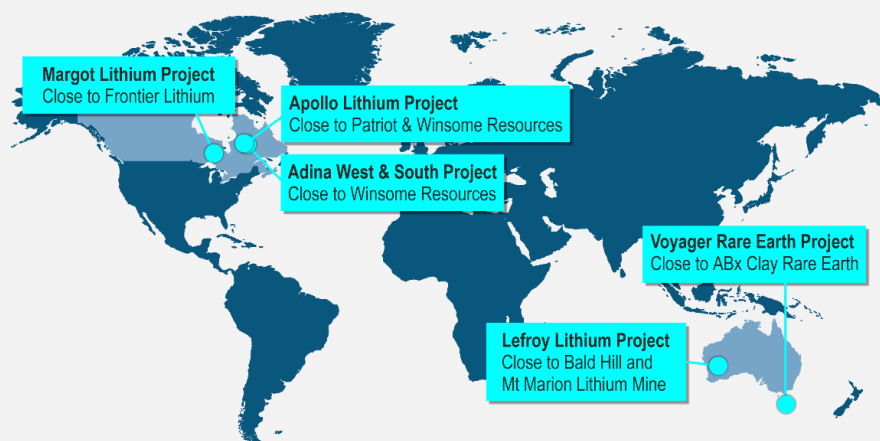 Margot Lithium Project
Close to Frontier Lithium
Apollo Lithium Project
Close to Patriot & Winsome Resources
Adina West & South Project
Close to Winsome Resources
Voyager Rare Earth Project
Close to ABx Clay Rare Earth
Lefroy Lithium Project
Close to Bald Hill and
Mt Marion Lithium Mine